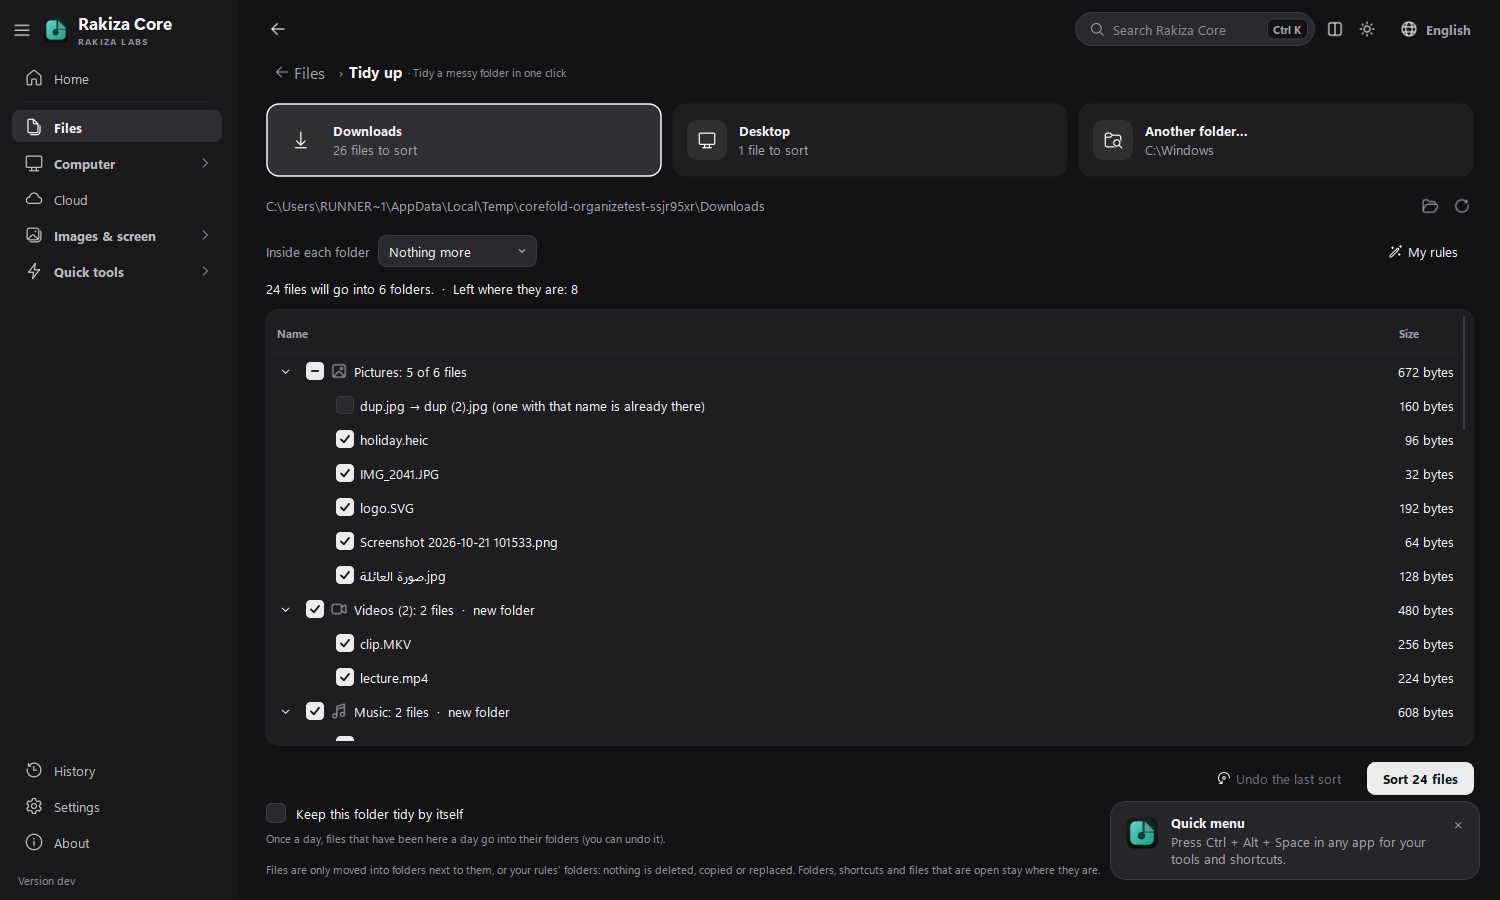 Rakiza Core
RAKIZA LABS
Search Rakiza Core
Ctrl K
English
Home
Files
Computer
Cloud
Images & screen
Quick tools
History
Settings
About
Version dev
Files › Tidy up · Tidy a messy folder in one click
Downloads
26 files to sort
Desktop
1 file to sort
Another folder...
C:\Windows
C:\Users\RUNNER~1\AppData\Local\Temp\corefold-organizetest-ssjr95xr\Downloads
Inside each folder Nothing more
My rules
24 files will go into 6 folders. · Left where they are: 8
Name Size
Pictures: 5 of 6 files 672 bytes
dup.jpg → dup (2).jpg (one with that name is already there) 160 bytes
holiday.heic 96 bytes
IMG_2041.JPG 32 bytes
logo.SVG 192 bytes
Screenshot 2026-10-21 101533.png 64 bytes
صورة العائلة.jpg 128 bytes
Videos (2): 2 files · new folder 480 bytes
clip.MKV 256 bytes
lecture.mp4 224 bytes
Music: 2 files · new folder 608 bytes
Undo the last sort
Sort 24 files
Keep this folder tidy by itself
Once a day, files that have been here a day go into their folders (you can undo it).
Files are only moved into folders next to them, or your rules' folders: nothing is deleted, copied or replaced. Folders, shortcuts and files that are open stay where they are.
Quick menu
Press Ctrl + Alt + Space in any app for your
tools and shortcuts.